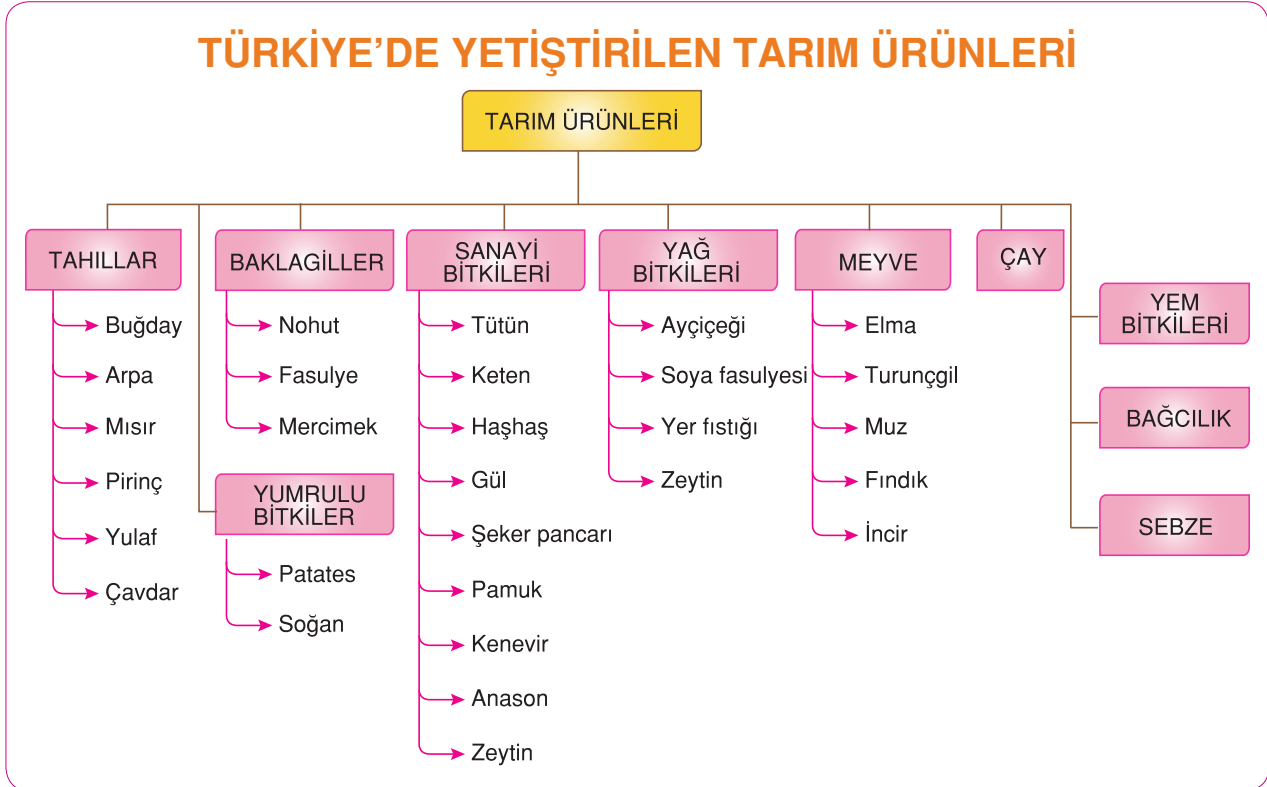 TÜRKİYE'DE YETİŞTİRİLEN TARIM ÜRÜNLERİ
TARIM ÜRÜNLERİ
TAHILLAR
Buğday
Arpa
Mısır
Pirinç
Yulaf
Çavdar
BAKLAGİLLER
Nohut
Fasulye
Mercimek
YUMRULU
BİTKİLER
Patates
Soğan
SANAYİ
BİTKİLERİ
Tütün
Keten
Haşhaş
Gül
Şeker pancarı
Pamuk
Kenevir
Anason
Zeytin
YAĞ
BİTKİLERİ
Ayçiçeği
Soya fasulyesi
Yer fıstığı
Zeytin
MEYVE
Elma
Turunçgil
Muz
Fındık
İncir
ÇAY
YEM
BİTKİLERİ
BAĞCILIK
SEBZE